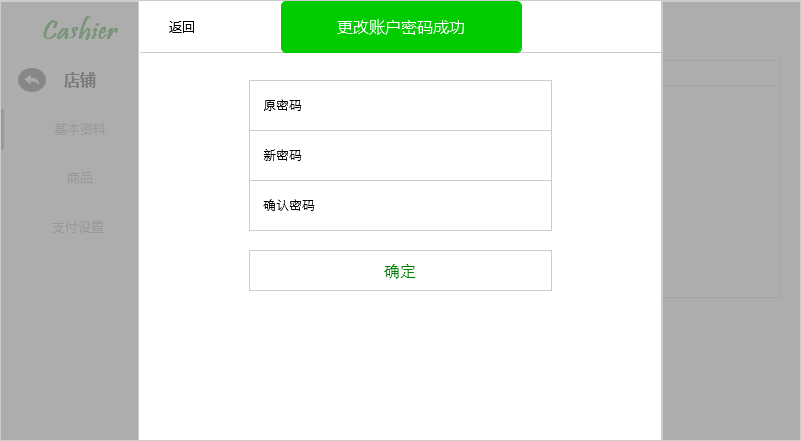 Cashier
店铺
基本资料
商品
支付设置
返回
更改账户密码成功
原密码
新密码
确认密码
确定